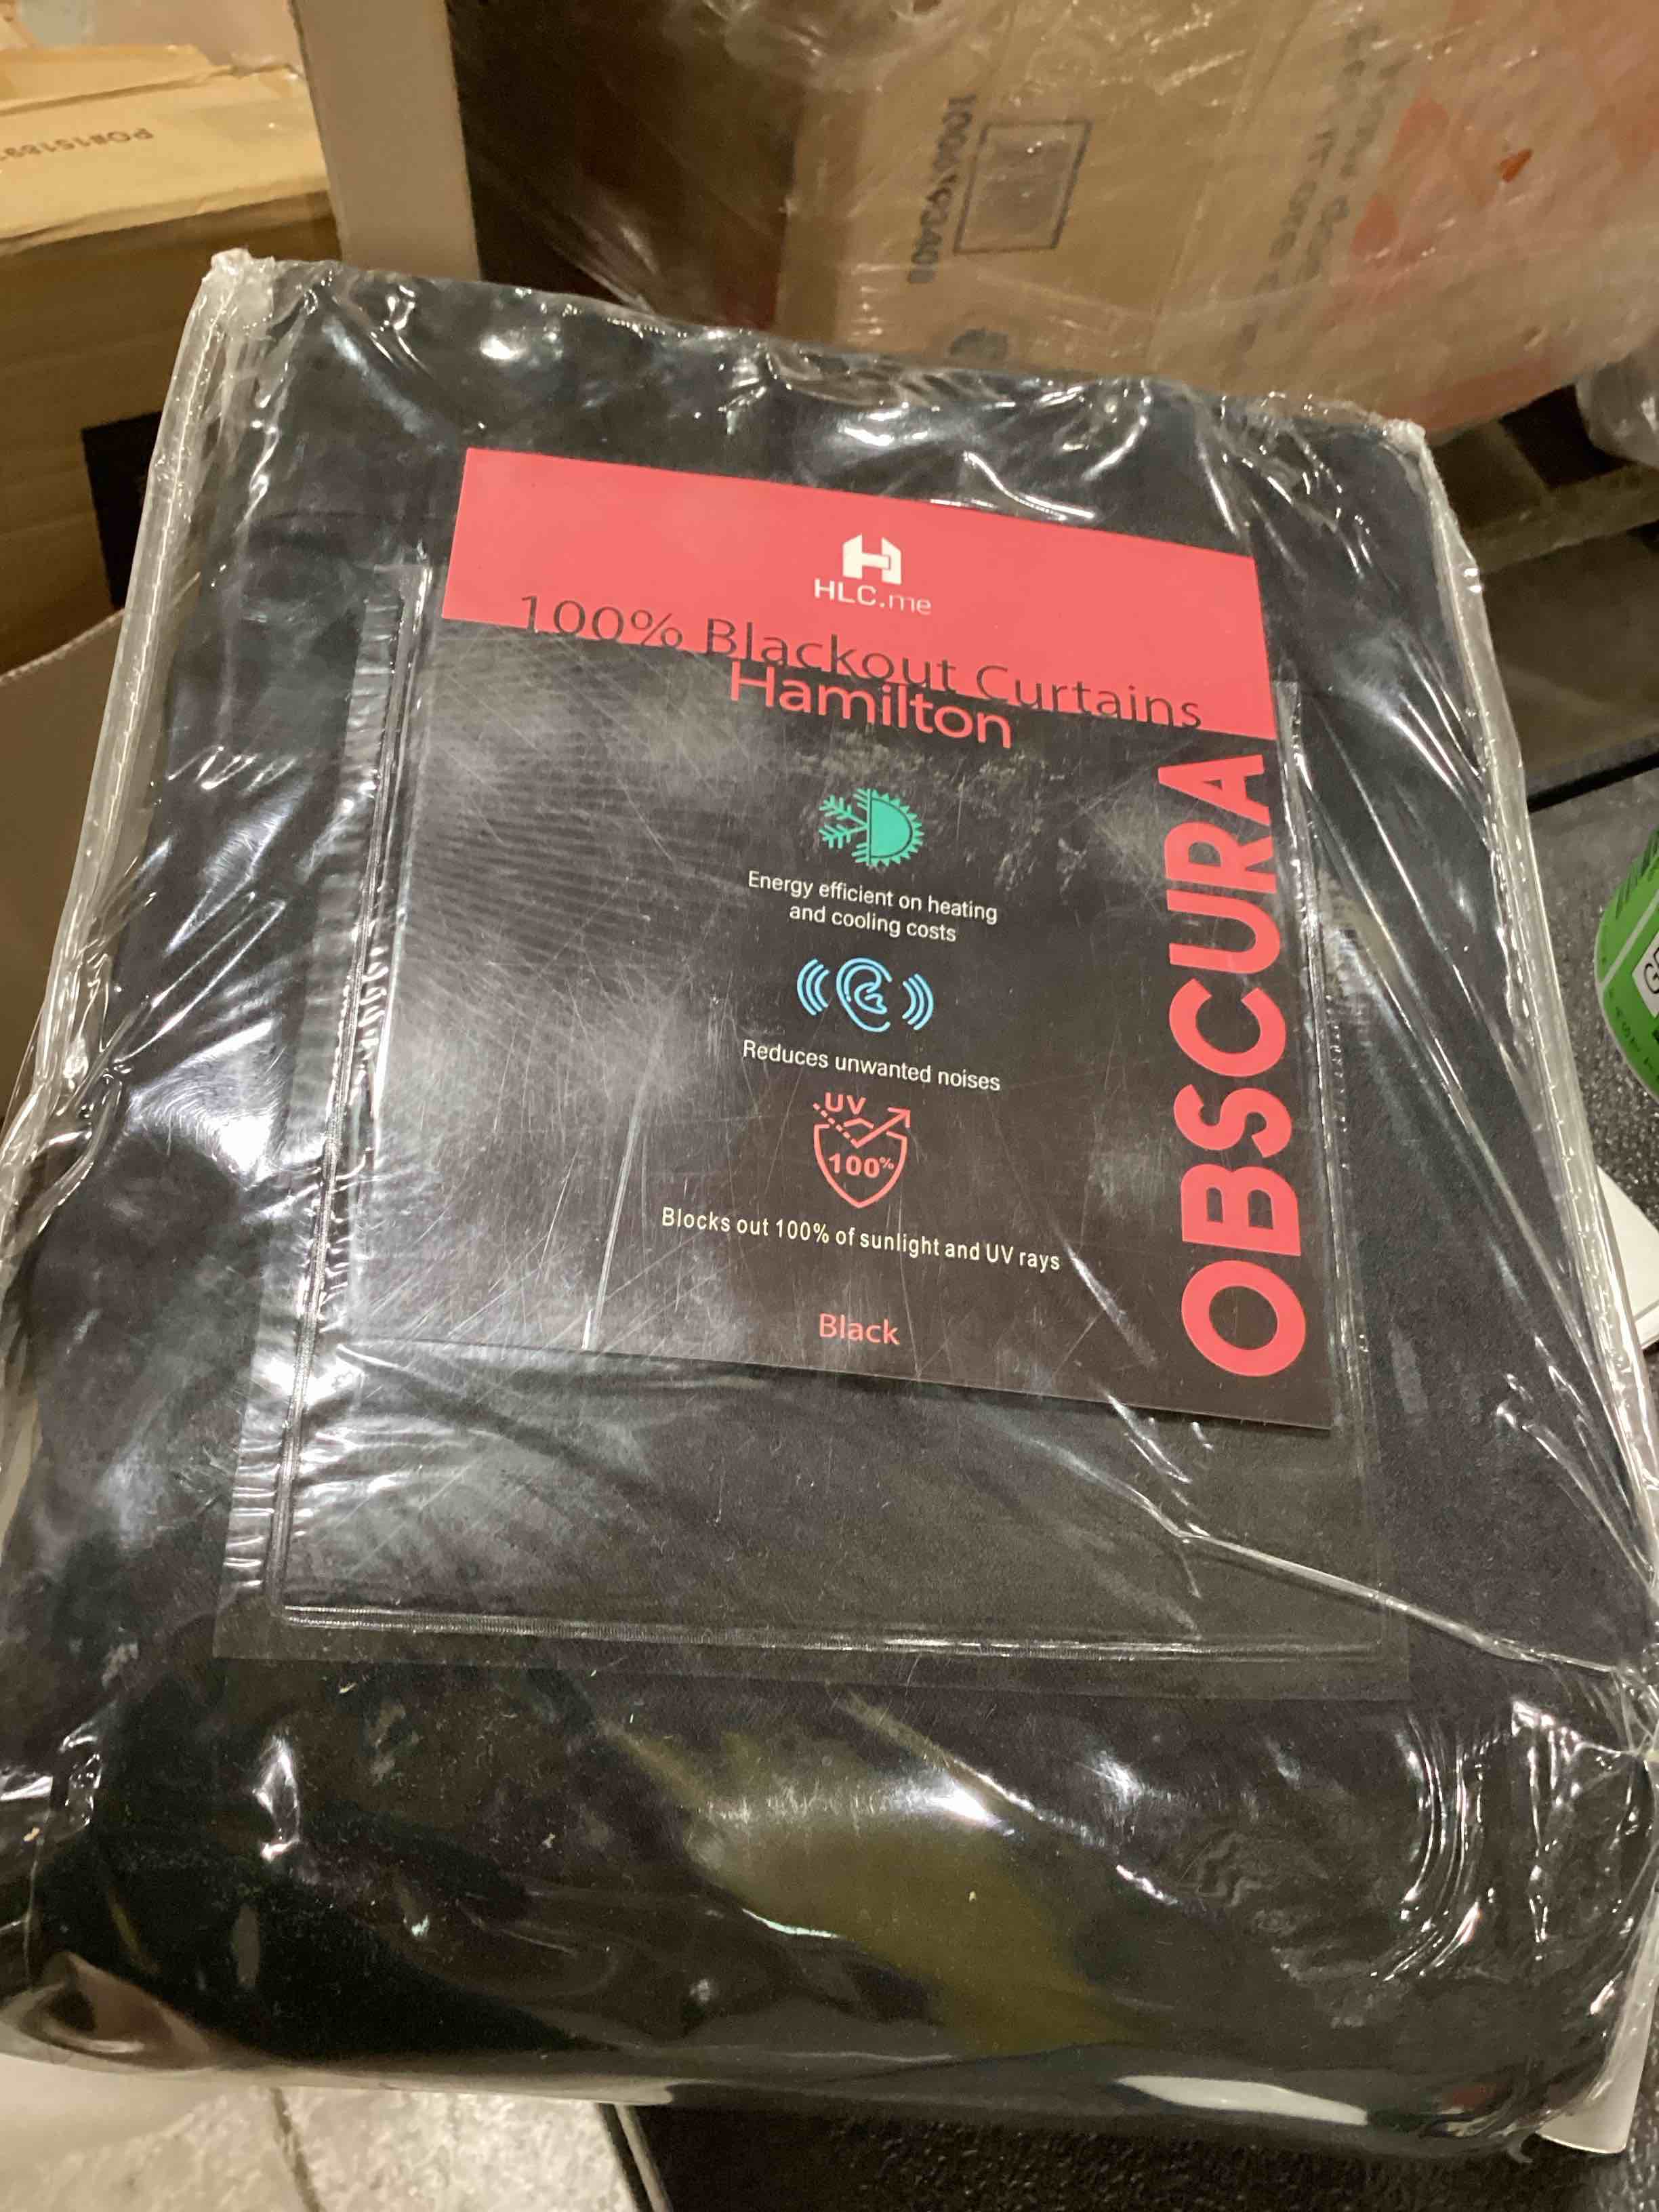 HLC.me
100% Blackout Curtains
Hamilton
OBSCURA
Energy efficient on heating
and cooling costs
Reduces unwanted noises
UV
100%
Blocks out 100% of sunlight and UV rays
Black